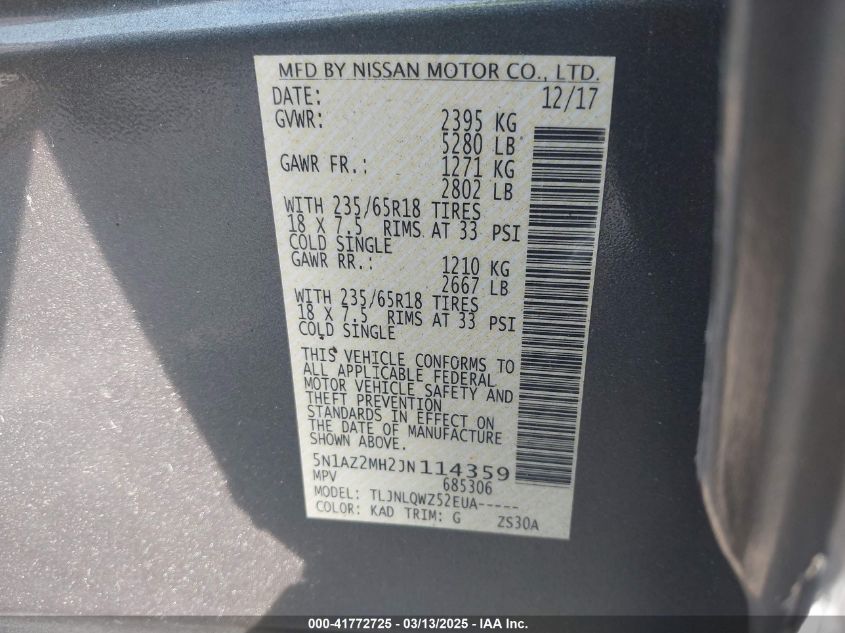 MFD BY NISSAN MOTOR CO., LTD.
DATE: 12/17
GVWR: 2395 KG
5280 LB
GAWR FR.: 1271 KG
2802 LB
WITH 235/65R18 TIRES
18 X 7.5 RIMS AT 33 PSI
COLD SINGLE
GAWR RR.: 1210 KG
2667 LB
WITH 235/65R18 TIRES
18 X 7.5 RIMS AT 33 PSI
COLD SINGLE
THIS VEHICLE CONFORMS TO
ALL APPLICABLE FEDERAL
MOTOR VEHICLE SAFETY AND
THEFT PREVENTION
STANDARDS IN EFFECT ON
THE DATE OF MANUFACTURE
SHOWN ABOVE.
5N1AZ2MH2JN114359
MPV 685306
MODEL: TLJNLQWZ52EUA-----
COLOR: KAD TRIM: G ZS30A
000-41772725 - 03/13/2025 - IAA Inc.